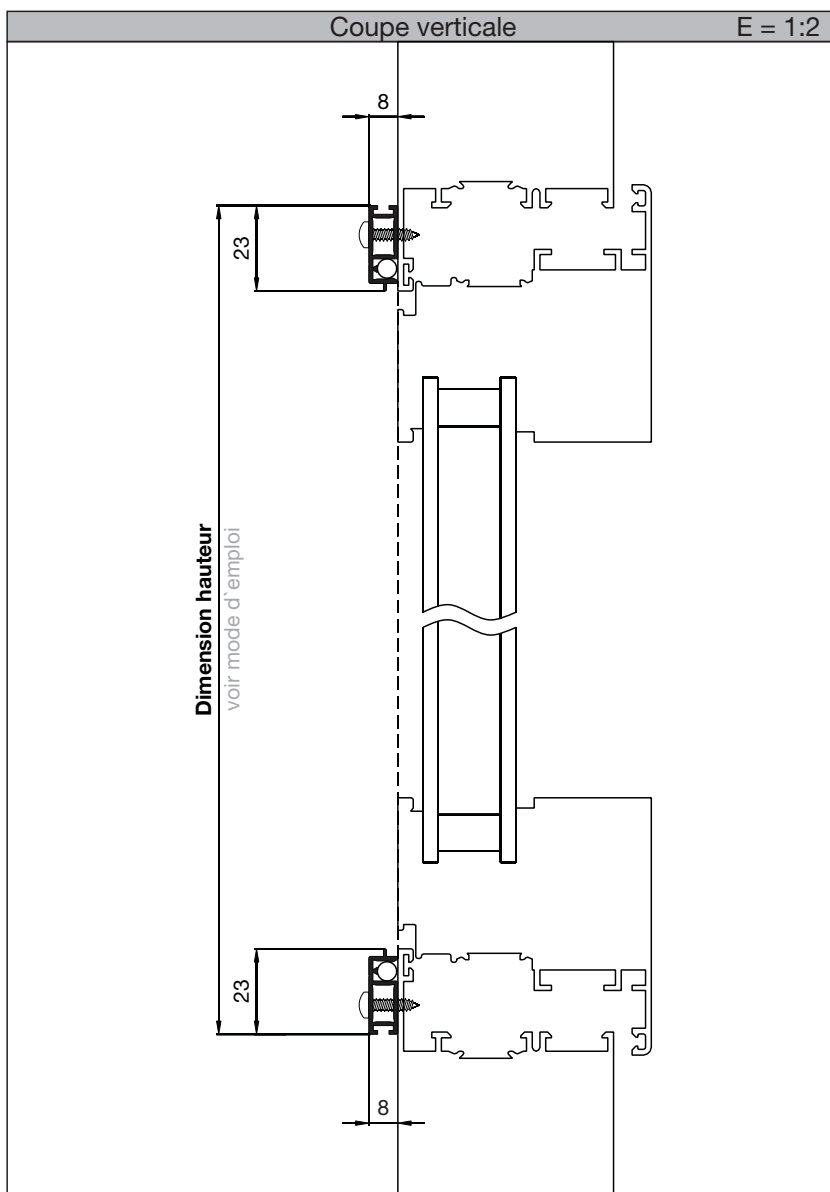 Coupe verticale
E = 1:2
8
23
Dimension hauteur
voir mode d`emploi
23
8